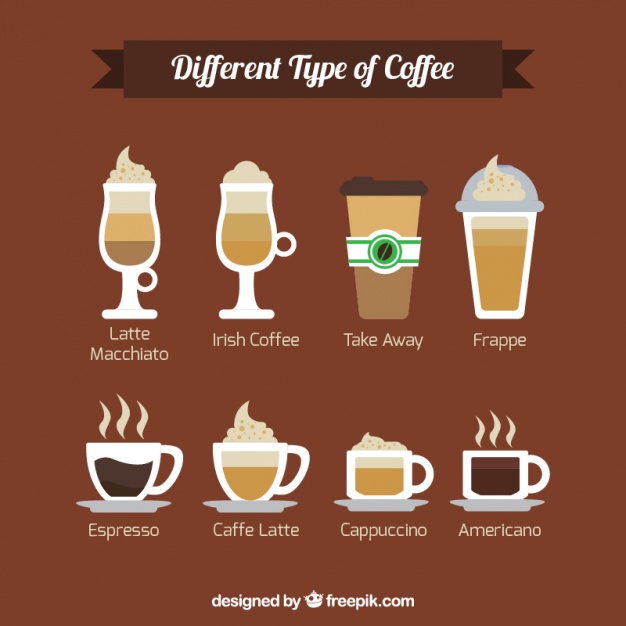 Different Type of Coffee
Latte
Macchiato
Irish Coffee
Take Away
Frappe
Espresso
Caffe Latte
Cappuccino
Americano
designed by freepik.com